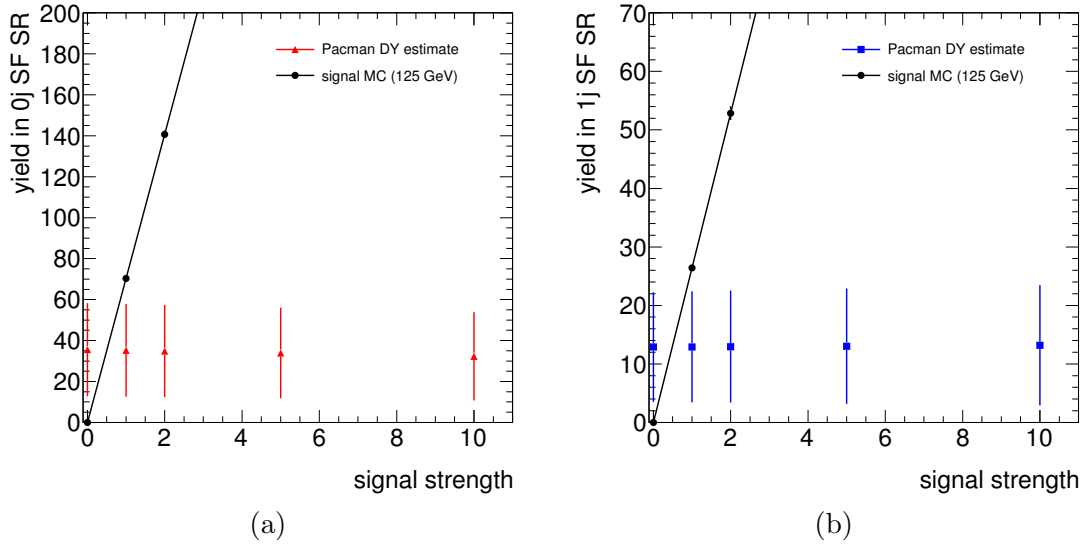 yield in 0j SF SR
200
180
160
140
120
100
80
60
40
20
0
0 2 4 6 8 10
signal strength
Pacman DY estimate
signal MC (125 GeV)
(a)
yield in 1j SF SR
70
60
50
40
30
20
10
0
0 2 4 6 8 10
signal strength
Pacman DY estimate
signal MC (125 GeV)
(b)